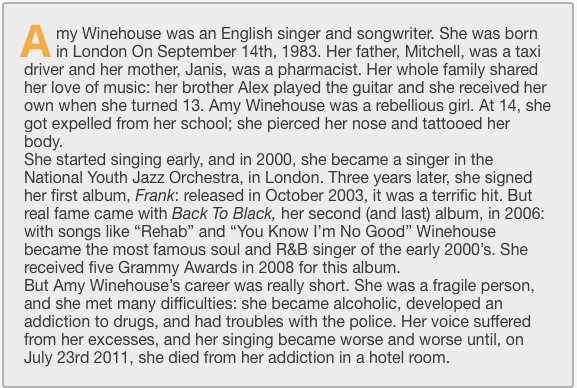 Amy Winehouse was an English singer and songwriter. She was born
in London On September 14th, 1983. Her father, Mitchell, was a taxi
driver and her mother, Janis, was a pharmacist. Her whole family shared
her love of music: her brother Alex played the guitar and she received her
own when she turned 13. Amy Winehouse was a rebellious girl. At 14, she
got expelled from her school; she pierced her nose and tattooed her
body.
She started singing early, and in 2000, she became a singer in the
National Youth Jazz Orchestra, in London. Three years later, she signed
her first album, Frank: released in October 2003, it was a terrific hit. But
real fame came with Back To Black, her second (and last) album, in 2006:
with songs like “Rehab” and “You Know I’m No Good” Winehouse
became the most famous soul and R&B singer of the early 2000’s. She
received five Grammy Awards in 2008 for this album.
But Amy Winehouse’s career was really short. She was a fragile person,
and she met many difficulties: she became alcoholic, developed an
addiction to drugs, and had troubles with the police. Her voice suffered
from her excesses, and her singing became worse and worse until, on
July 23rd 2011, she died from her addiction in a hotel room.